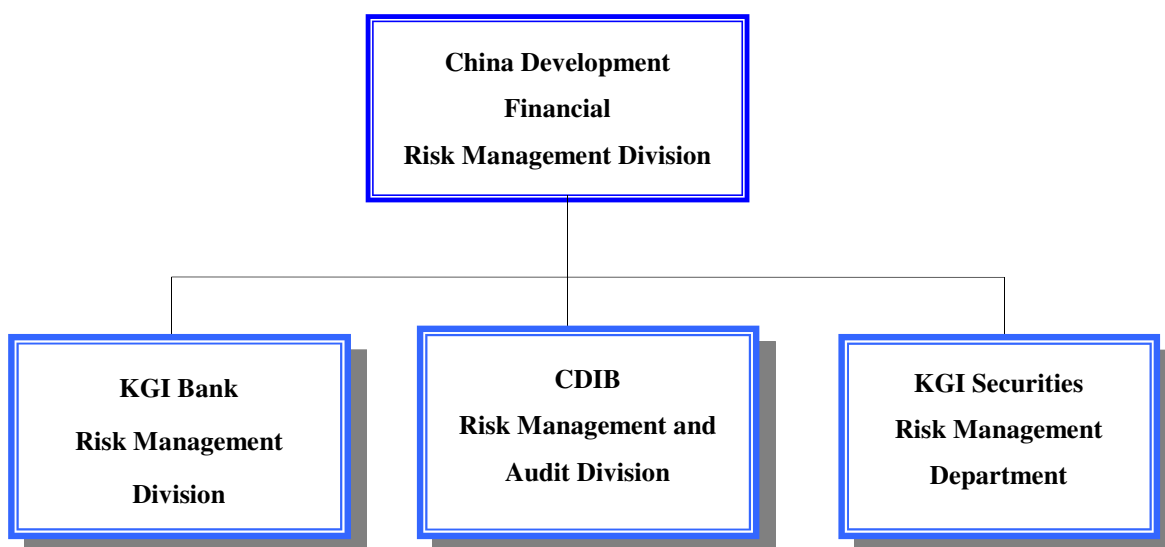 China Development
Financial
Risk Management Division
KGI Bank
Risk Management
Division
CDIB
Risk Management and
Audit Division
KGI Securities
Risk Management
Department